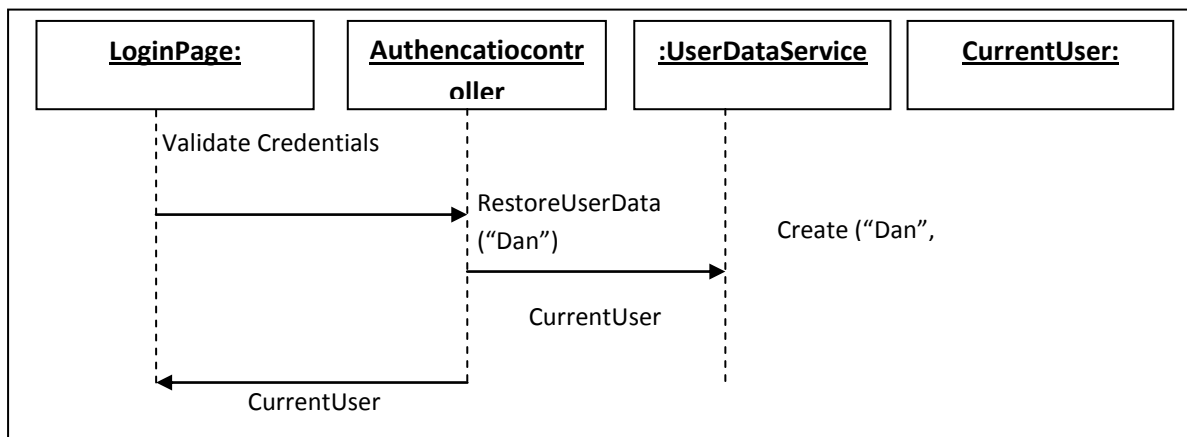 LoginPage:
Authencatiocontr
oller
:UserDataService
CurrentUser:
Validate Credentials
RestoreUserData
(“Dan”)
Create (“Dan”,
CurrentUser
CurrentUser